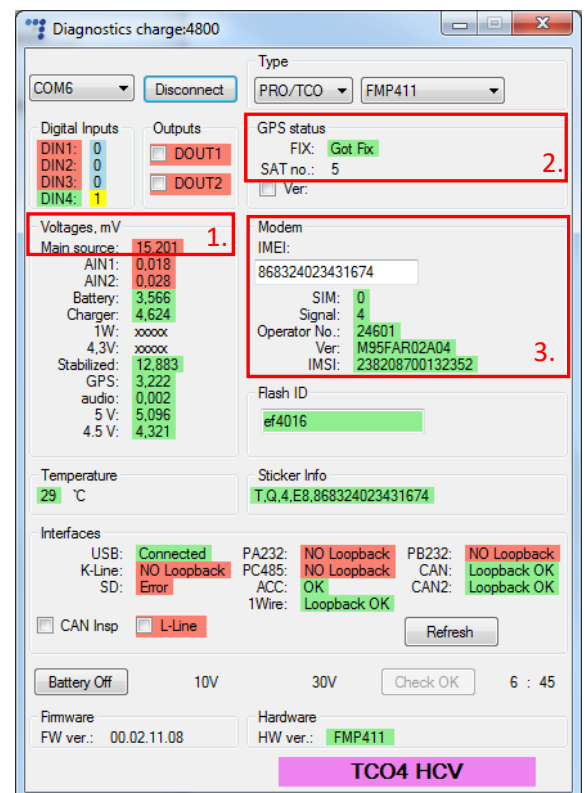 Diagnostics charge:4800
COM6 Disconnect
Type
PRO/TCO FMP411
Digital Inputs
DIN1: 0
DIN2: 0
DIN3: 0
DIN4: 1
Outputs
DOUT1
DOUT2
GPS status
FIX: Got Fix
SAT no.: 5
Ver:
2.
Voltages, mV
1.
Main source: 15,201
AIN1: 0,018
AIN2: 0,028
Battery: 3,566
Charger: 4,624
1W: xxxxx
4,3V: xxxxx
Stabilized: 12,883
GPS: 3,222
audio: 0,002
5 V: 5,096
4.5 V: 4,321
Modem
IMEI:
868324023431674
SIM: 0
Signal: 4
Operator No.: 24601
Ver: M95FAR02A04
IMSI: 238208700132352
3.
Flash ID
ef4016
Temperature
29 °C
Sticker Info
T,Q,4,E8,868324023431674
Interfaces
USB: Connected PA232: NO Loopback PB232: NO Loopback
K-Line: NO Loopback PC485: NO Loopback CAN: Loopback OK
SD: Error ACC: OK CAN2: Loopback OK
1Wire: Loopback OK
CAN Insp L-Line Refresh
Battery Off 10V 30V Check OK 6 : 45
Firmware
FW ver.: 00.02.11.08
Hardware
HW ver.: FMP411
TCO4 HCV